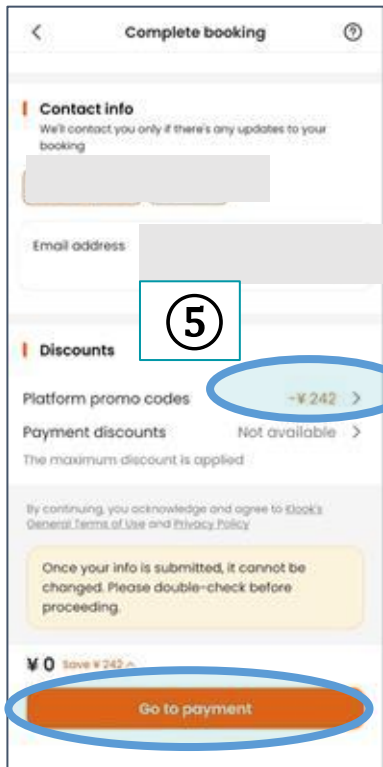 Complete booking
Contact info
We'll contact you only if there's any updates to your
booking
Email address
⑤
Discounts
Platform promo codes -¥ 242
Payment discounts Not available
The maximum discount is applied
By continuing, you acknowledge and agree to Klook's
General Terms of Use and Privacy Policy
Once your info is submitted, it cannot be
changed. Please double-check before
proceeding.
¥ 0 Save ¥ 242
Go to payment